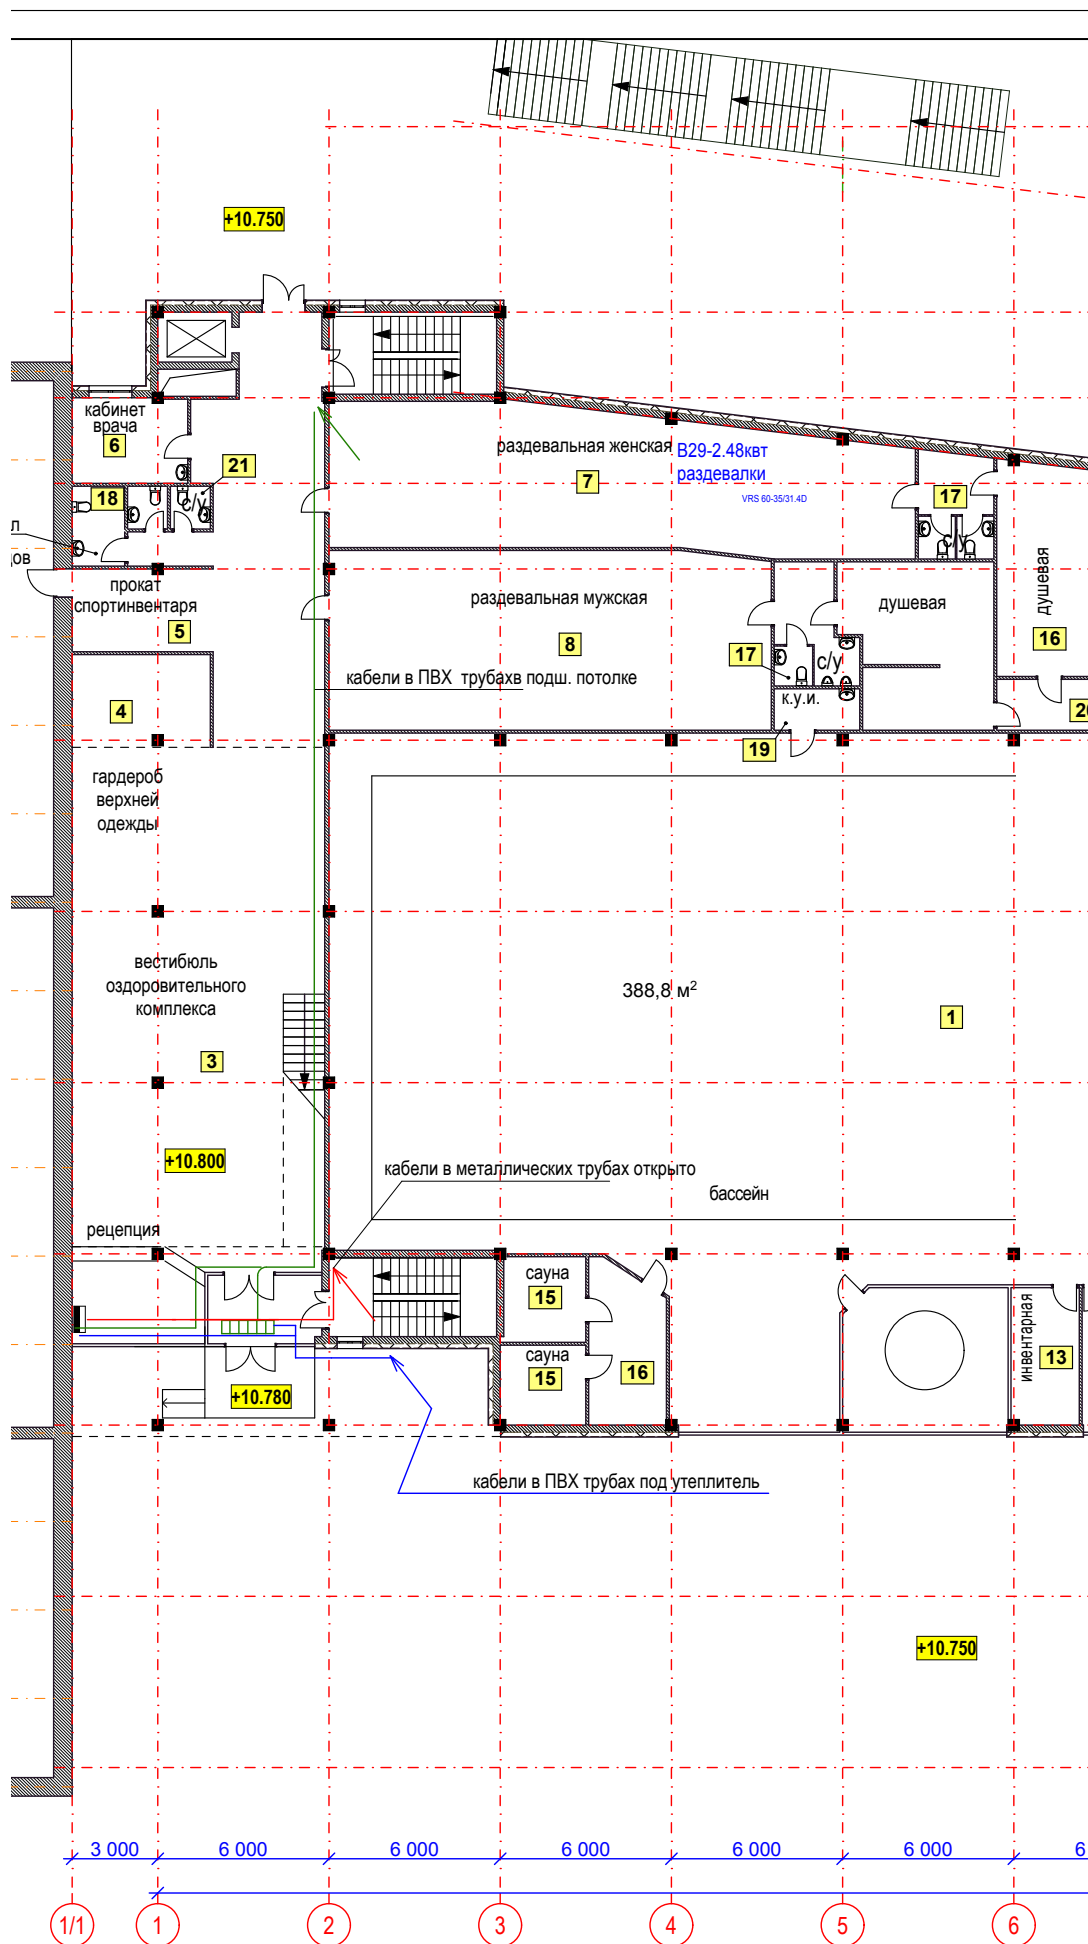 +10.750
кабинет
врача
6
21
18
с/у
л
ов
прокат
спортинвентаря
5
4
гардероб
верхней
одежды
вестибюль
оздоровительного
комплекса
3
+10.800
рецепция
+10.780
раздевальная женская
7
В29-2.48квт
раздевалки
VRS 60-35/31.4D
17
с/у
душевая
16
раздевальная мужская
8
душевая
17
с/у
к.у.и.
19
20
кабели в ПВХ трубахв подш. потолке
388,8 м²
1
кабели в металлических трубах открыто
бассейн
сауна
15
сауна
15
16
инвентарная
13
кабели в ПВХ трубах под утеплитель
+10.750
3 000
6 000
6 000
6 000
6 000
6 000
6
1/1
1
2
3
4
5
6